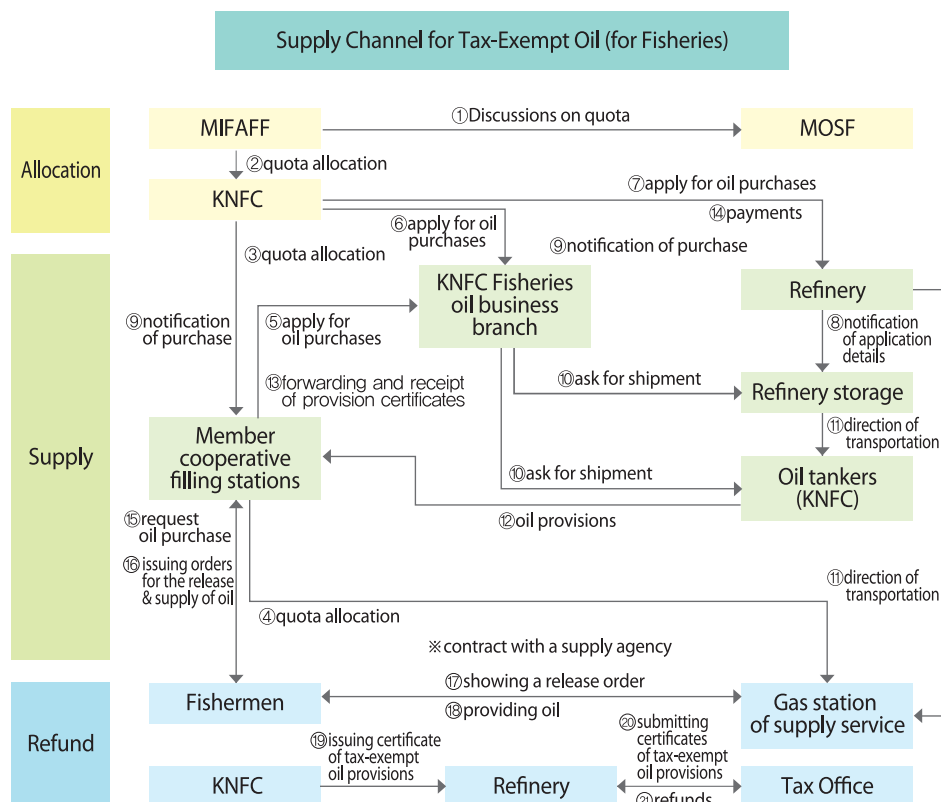 Supply Channel for Tax-Exempt Oil (for Fisheries)
Allocation
MIFAFF
①Discussions on quota
MOSF
②quota allocation
KNFC
⑦apply for oil purchases
⑭payments
⑥apply for oil
purchases
③quota allocation
⑨notification of purchase
Supply
KNFC Fisheries
oil business
branch
Refinery
⑨notification
of purchase
⑤apply for
oil purchases
⑧notification
of application
details
⑬forwarding and receipt
of provision certificates
⑩ask for shipment
Refinery storage
⑪direction of
transportation
Member
cooperative
filling stations
⑩ask for shipment
Oil tankers
(KNFC)
⑫oil provisions
⑮request
oil purchase
⑯issuing orders
for the release
& supply of oil
④quota allocation
⑪direction of
transportation
※contract with a supply agency
Refund
Fishermen
⑰showing a release order
⑱providing oil
Gas station
of supply service
⑲issuing certificate
of tax-exempt
oil provisions
⑳submitting
certificates
of tax-exempt
oil provisions
KNFC
Refinery
Tax Office
㉑refunds